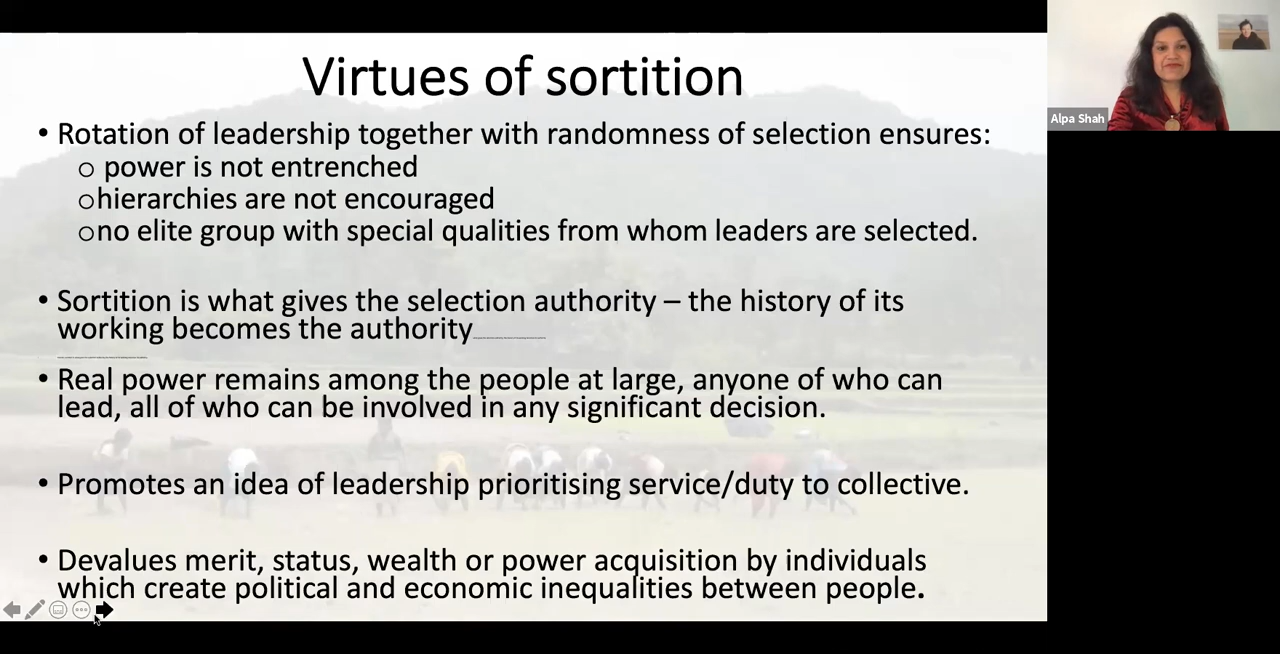 Virtues of sortition
• Rotation of leadership together with randomness of selection ensures:
o power is not entrenched
ohierarchies are not encouraged
ono elite group with special qualities from whom leaders are selected.
• Sortition is what gives the selection authority – the history of its
working becomes the authority
• Real power remains among the people at large, anyone of who can
lead, all of who can be involved in any significant decision.
• Promotes an idea of leadership prioritising service/duty to collective.
• Devalues merit, status, wealth or power acquisition by individuals
which create political and economic inequalities between people.
Alpa Shah